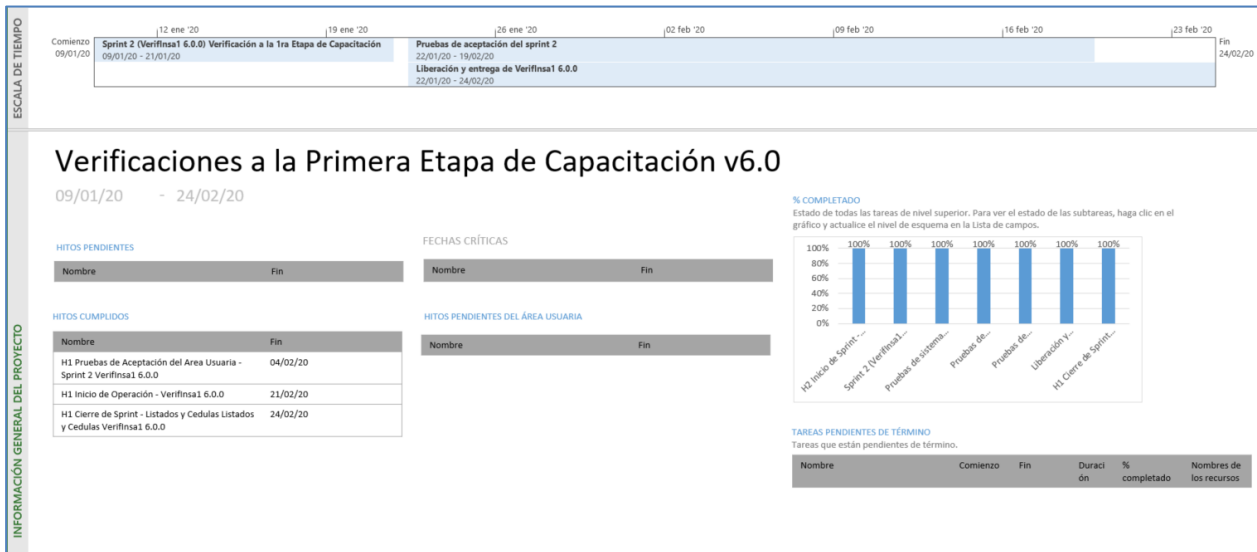 ESCALA DE TIEMPO
12 ene '20
19 ene '20
26 ene '20
02 feb '20
09 feb '20
16 feb '20
23 feb '20
Comienzo
09/01/20
Sprint 2 (VerifInsa1 6.0.0) Verificación a la 1ra Etapa de Capacitación
09/01/20 - 21/01/20
Pruebas de aceptación del sprint 2
22/01/20 - 19/02/20
Liberación y entrega de VerifInsa1 6.0.0
22/01/20 - 24/02/20
Fin
24/02/20
INFORMACIÓN GENERAL DEL PROYECTO
Verificaciones a la Primera Etapa de Capacitación v6.0
09/01/20 - 24/02/20
HITOS PENDIENTES
Nombre Fin
HITOS CUMPLIDOS
Nombre Fin
H1 Pruebas de Aceptación del Area Usuaria - 04/02/20
Sprint 2 VerifInsa1 6.0.0
H1 Inicio de Operación - VerifInsa1 6.0.0 21/02/20
H1 Cierre de Sprint - Listados y Cedulas Listados 24/02/20
y Cedulas VerifInsa1 6.0.0
FECHAS CRÍTICAS
Nombre Fin
HITOS PENDIENTES DEL ÁREA USUARIA
Nombre Fin
% COMPLETADO
Estado de todas las tareas de nivel superior. Para ver el estado de las subtareas, haga clic en el
gráfico y actualice el nivel de esquema en la Lista de campos.
100% 100% 100% 100% 100% 100% 100%
100%
80%
60%
40%
20%
0%
H2 Inicio de Sprint -...
Sprint 2 (VerifInsa1...
Pruebas de sistema...
Pruebas de...
Pruebas de...
Liberación y...
H1 Cierre de Sprint...
TAREAS PENDIENTES DE TÉRMINO
Tareas que están pendientes de término.
Nombre Comienzo Fin Duraci % Nombres de
ón completado los recursos